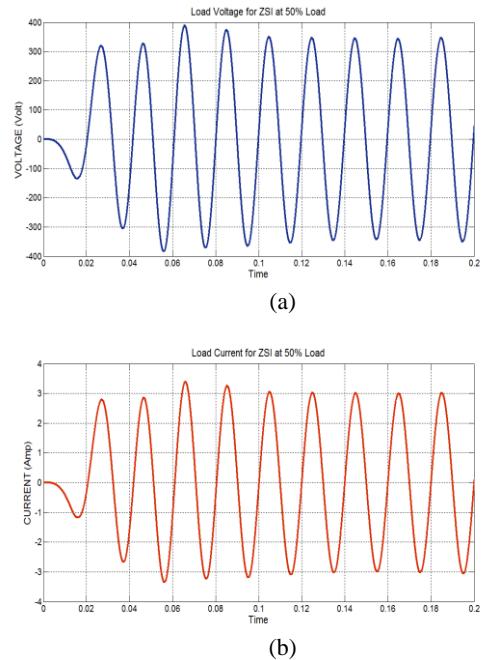 Load Voltage for ZSI at 50% Load
400
300
200
100
0
-100
-200
-300
-400
VOLTAGE (Volt)
0 0.02 0.04 0.06 0.08 0.1 0.12 0.14 0.16 0.18 0.2
Time
(a)
Load Current for ZSI at 50% Load
4
3
2
1
0
-1
-2
-3
-4
CURRENT (Amp)
0 0.02 0.04 0.06 0.08 0.1 0.12 0.14 0.16 0.18 0.2
Time
(b)